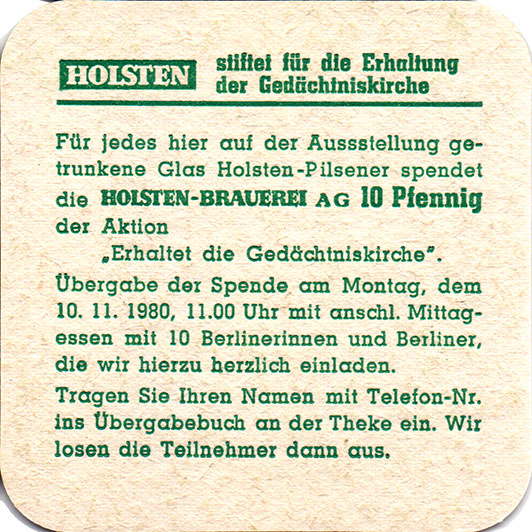 HOLSTEN stiftet für die Erhaltung
der Gedächtniskirche
Für jedes hier auf der Aussstellung ge-
trunkene Glas Holsten-Pilsener spendet
die HOLSTEN-BRAUEREI AG 10 Pfennig
der Aktion
„Erhaltet die Gedächtniskirche".
Übergabe der Spende am Montag, dem
10. 11. 1980, 11.00 Uhr mit anschl. Mittag-
essen mit 10 Berlinerinnen und Berliner,
die wir hierzu herzlich einladen.
Tragen Sie Ihren Namen mit Telefon-Nr.
ins Übergabebuch an der Theke ein. Wir
losen die Teilnehmer dann aus.